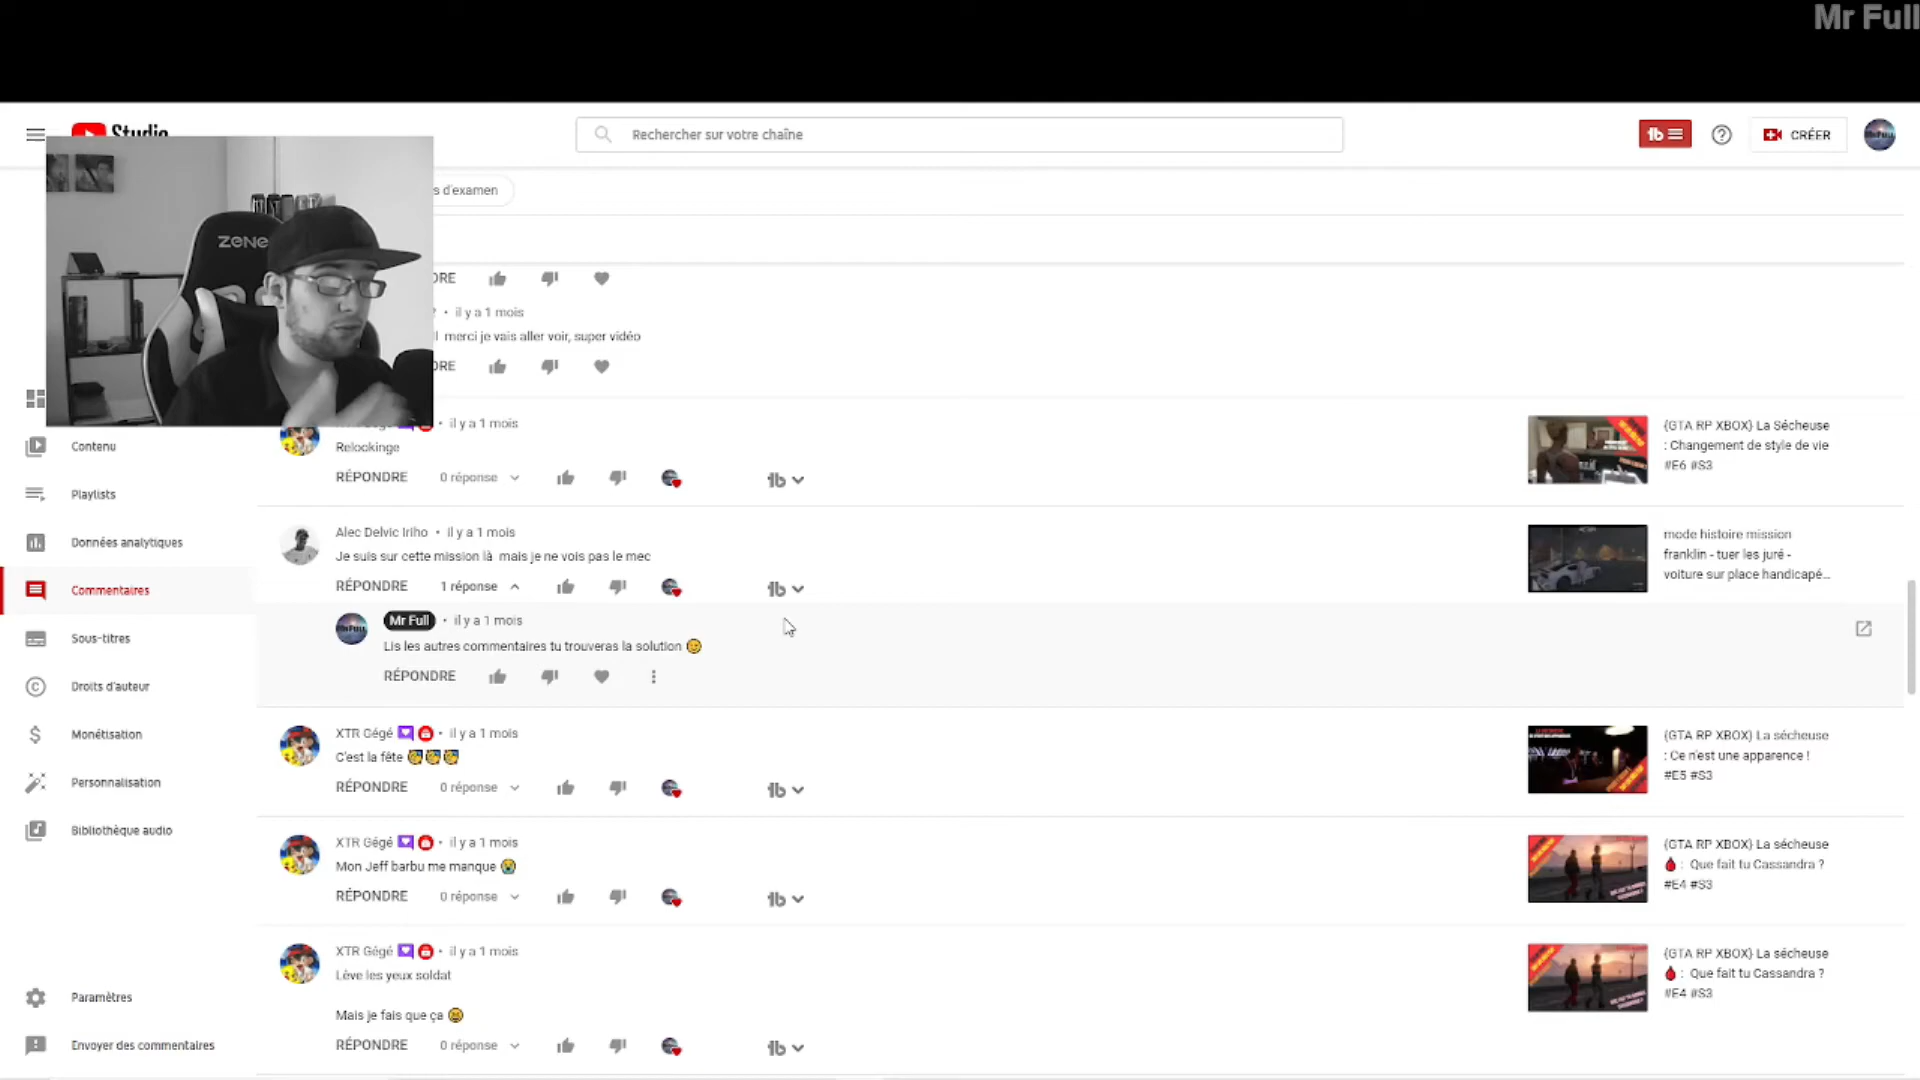 Mr Full
Studio
Rechercher sur votre chaîne
CRÉER
s d'examen
ZONE
DRE
il y a 1 mois
merci je vais aller voir, super vidéo
DRE
il y a 1 mois
Relookinge
RÉPONDRE 0 réponse
{GTA RP XBOX} La Sécheuse
: Changement de style de vie
#E6 #S3
Contenu
Playlists
Données analytiques
Commentaires
Sous-titres
Droits d'auteur
Monétisation
Personnalisation
Bibliothèque audio
Paramètres
Envoyer des commentaires
Alec Delvic Iriho • il y a 1 mois
Je suis sur cette mission là mais je ne vois pas le mec
RÉPONDRE 1 réponse
mode histoire mission
franklin - tuer les juré -
voiture sur place handicapé...
Mr Full • il y a 1 mois
Lis les autres commentaires tu trouveras la solution 😉
RÉPONDRE
XTR Gégé • il y a 1 mois
C'est la fête 🥳🥳🥳
RÉPONDRE 0 réponse
{GTA RP XBOX} La sécheuse
: Ce n'est une apparence !
#E5 #S3
XTR Gégé • il y a 1 mois
Mon Jeff barbu me manque 😭
RÉPONDRE 0 réponse
{GTA RP XBOX} La sécheuse
🩸 : Que fait tu Cassandra ?
#E4 #S3
XTR Gégé • il y a 1 mois
Lève les yeux soldat
Mais je fais que ça 😄
RÉPONDRE 0 réponse
{GTA RP XBOX} La sécheuse
🩸 : Que fait tu Cassandra ?
#E4 #S3